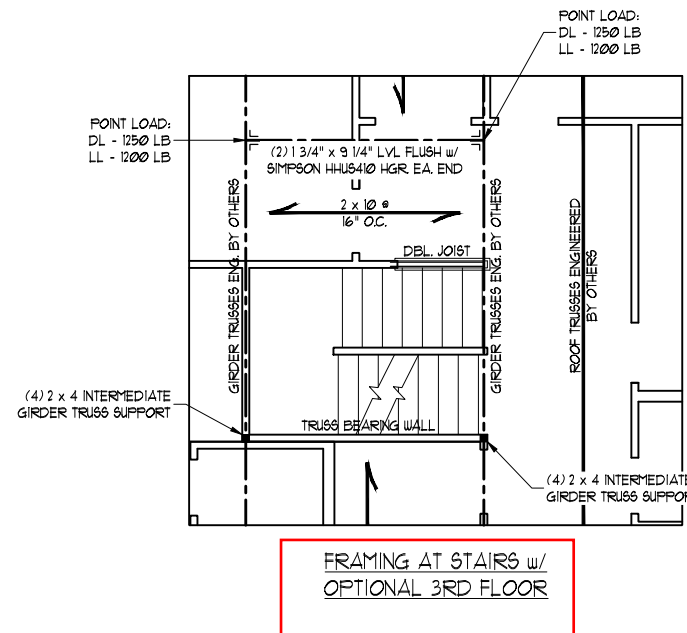 POINT LOAD:
DL - 1250 LB
LL - 1200 LB
POINT LOAD:
DL - 1250 LB
LL - 1200 LB
(2) 1 3/4" x 9 1/4" LVL FLUSH w/
SIMPSON HHUS410 HGR. EA. END
2 x 10 @
16" O.C.
DBL. JOIST
GIRDER TRUSSES ENG. BY OTHERS
GIRDER TRUSSES ENG. BY OTHERS
ROOF TRUSSES ENGINEERED
BY OTHERS
(4) 2 x 4 INTERMEDIATE
GIRDER TRUSS SUPPORT
TRUSS BEARING WALL
(4) 2 x 4 INTERMEDIATE
GIRDER TRUSS SUPPOR
FRAMING AT STAIRS w/
OPTIONAL 3RD FLOOR